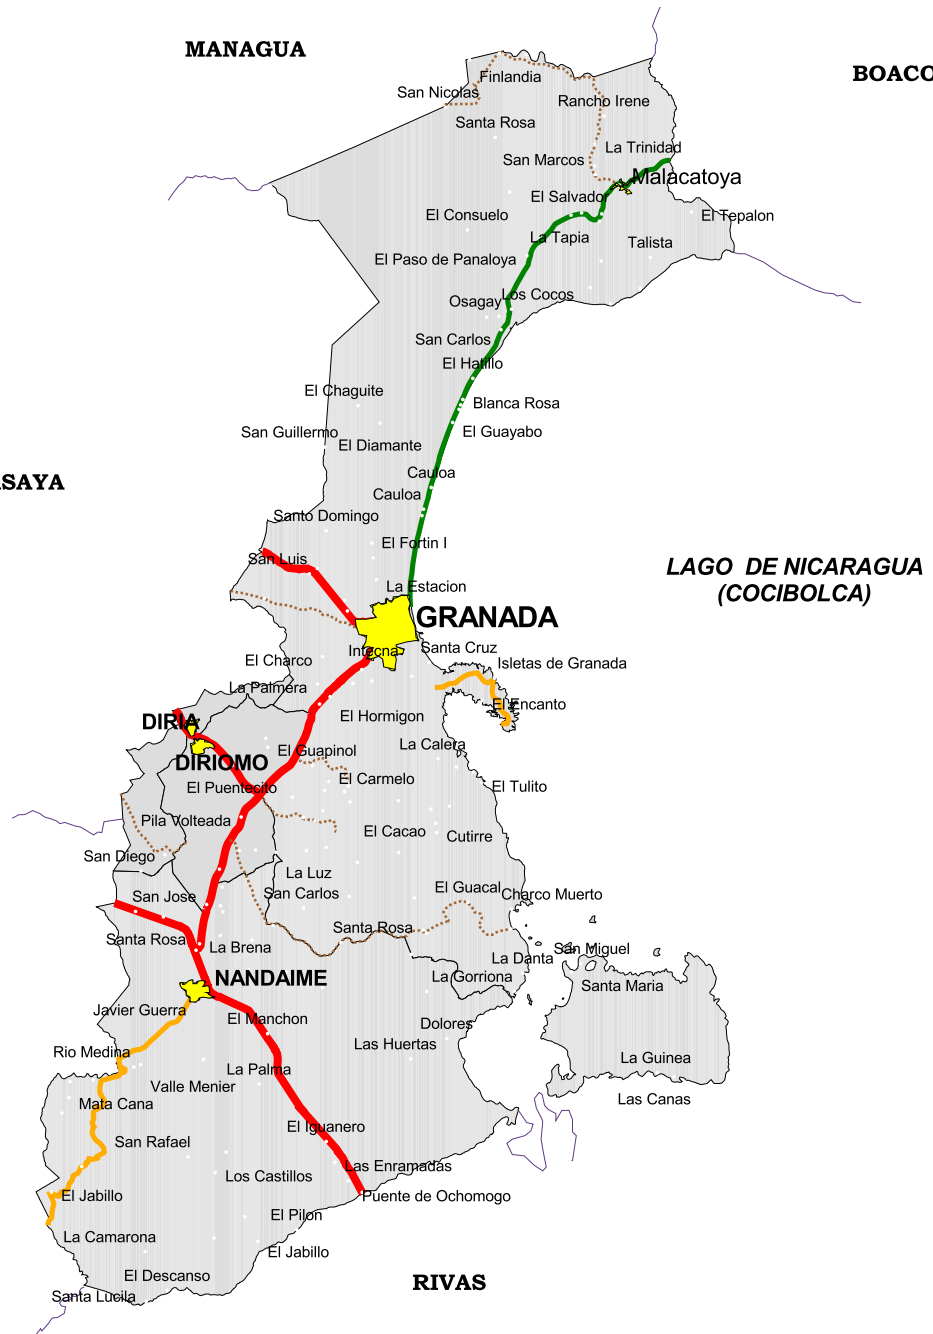 MANAGUA
BOACO
Finlandia
San Nicolas
Rancho Irene
Santa Rosa
La Trinidad
San Marcos
Malacatoya
El Salvador
El Consuelo
El Tepalon
La Tapia
Talista
El Paso de Panaloya
Los Cocos
Osagay
San Carlos
El Hatillo
El Chaguite
Blanca Rosa
San Guillermo
El Guayabo
El Diamante
Cauloa
SAYA
Cauloa
Santo Domingo
El Fortin I
San Luis
LAGO DE NICARAGUA
(COCIBOLCA)
La Estacion
GRANADA
Santa Cruz
Intecna
El Charco
Isletas de Granada
La Palmera
El Encanto
El Hormigon
DIRIA
La Calera
El Guapinol
DIRIOMO
El Carmelo
El Puentecito
El Tulito
Pila Volteada
El Cacao
Cutirre
San Diego
La Luz
El Guacal
San Carlos
Charco Muerto
San Jose
Santa Rosa
Santa Rosa
La Brena
San Miguel
La Danta
La Gorriona
NANDAIME
Santa Maria
Javier Guerra
El Manchon
Dolores
Las Huertas
Rio Medina
La Guinea
La Palma
Valle Menier
Las Canas
Mata Cana
El Iguanero
San Rafael
Las Enramadas
Los Castillos
El Jabillo
Puente de Ochomogo
El Pilon
La Camarona
El Jabillo
El Descanso
RIVAS
Santa Lucila